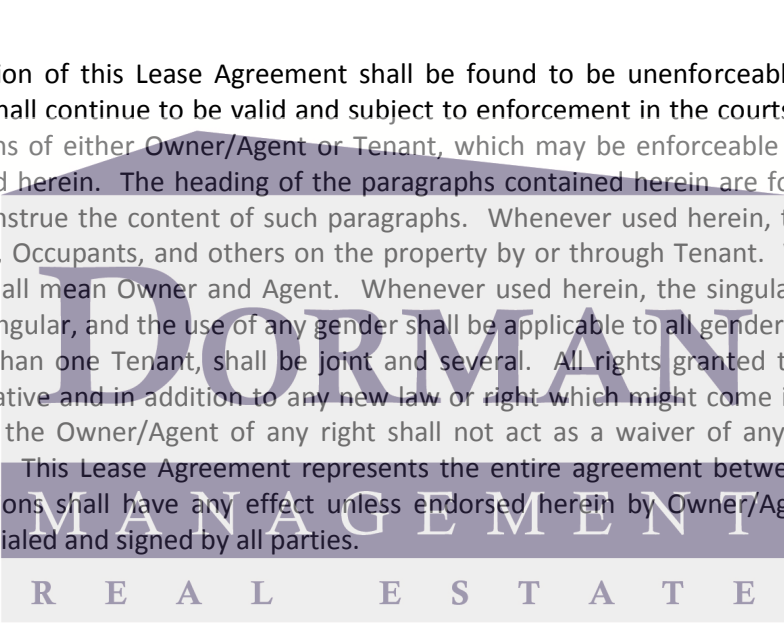 ion of this Lease Agreement shall be found to be unenforceabl
hall continue to be valid and subject to enforcement in the courts
ns of either Owner/Agent or Tenant, which may be enforceable
d herein. The heading of the paragraphs contained herein are fo
nstrue the content of such paragraphs. Whenever used herein, t
, Occupants, and others on the property by or through Tenant.
all mean Owner and Agent. Whenever used herein, the singula
ngular, and the use of any gender shall be applicable to all gender
han one Tenant, shall be joint and several. All rights granted t
ative and in addition to any new law or right which might come i
the Owner/Agent of any right shall not act as a waiver of any
This Lease Agreement represents the entire agreement betwe
ons shall have any effect unless endorsed herein by Owner/Ag
ialed and signed by all parties.
DORMAN
MANAGEMENT
REAL ESTATE